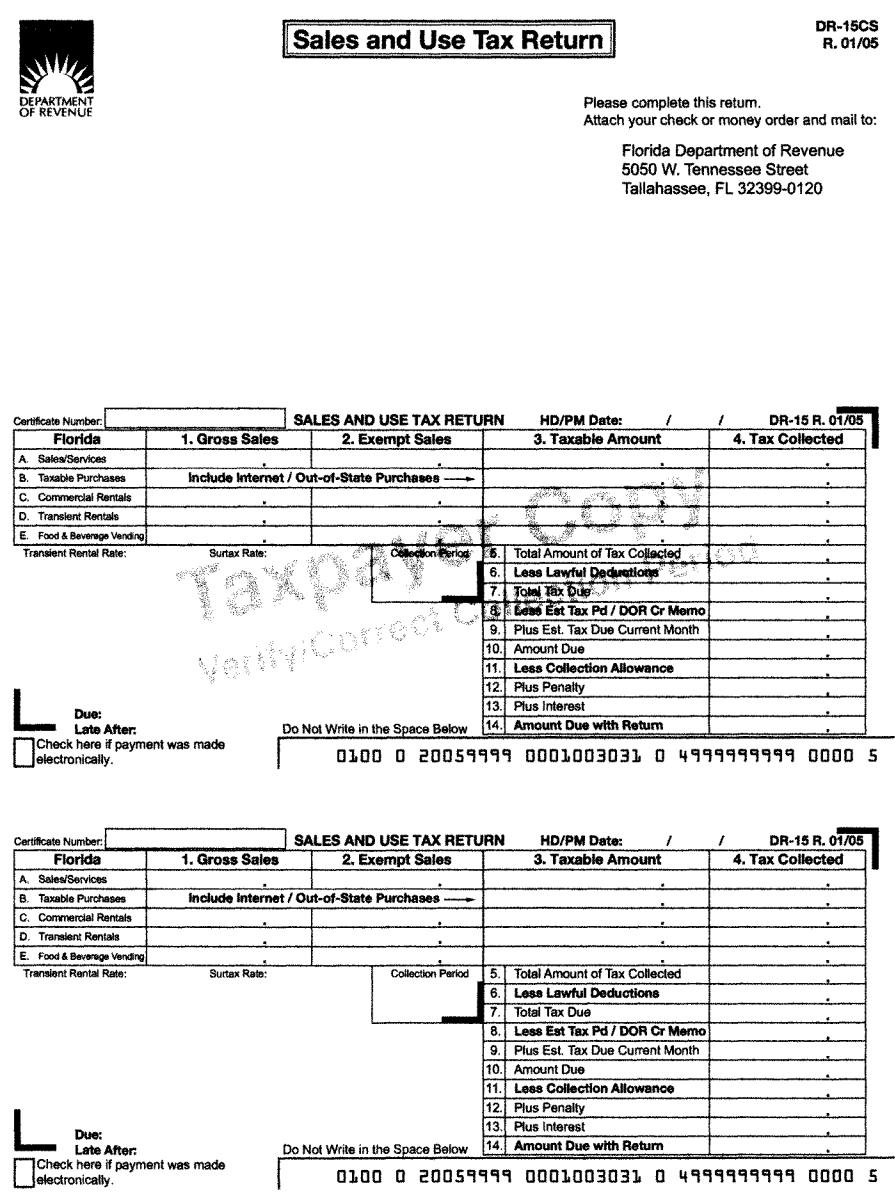 DEPARTMENT
OF REVENUE
Sales and Use Tax Return
DR-15CS
R. 01/05
Please complete this return.
Attach your check or money order and mail to:
Florida Department of Revenue
5050 W. Tennessee Street
Tallahassee, FL 32399-0120
Certificate Number: SALES AND USE TAX RETURN HD/PM Date: / / DR-15 R. 01/05
Florida 1. Gross Sales 2. Exempt Sales 3. Taxable Amount 4. Tax Collected
A. Sales/Services . . . .
B. Taxable Purchases Include Internet / Out-of-State Purchases → . .
C. Commercial Rentals . . . .
D. Transient Rentals . . . .
E. Food & Beverage Vending . . . .
Transient Rental Rate: Surtax Rate: Collection Period 5. Total Amount of Tax Collected .
6. Less Lawful Deductions .
7. Total Tax Due .
8. Less Est Tax Pd / DOR Cr Memo .
9. Plus Est. Tax Due Current Month .
10. Amount Due .
11. Less Collection Allowance .
12. Plus Penalty .
13. Plus Interest .
14. Amount Due with Return .
Taxpayer Copy
Verify/Correct Collection Period
Due:
Late After:
Do Not Write in the Space Below
Check here if payment was made
electronically.
0100 0 20059999 0001003031 0 4999999999 0000 5
Certificate Number: SALES AND USE TAX RETURN HD/PM Date: / / DR-15 R. 01/05
Florida 1. Gross Sales 2. Exempt Sales 3. Taxable Amount 4. Tax Collected
A. Sales/Services . . . .
B. Taxable Purchases Include Internet / Out-of-State Purchases → . .
C. Commercial Rentals . . . .
D. Transient Rentals . . . .
E. Food & Beverage Vending . . . .
Transient Rental Rate: Surtax Rate: Collection Period 5. Total Amount of Tax Collected .
6. Less Lawful Deductions .
7. Total Tax Due .
8. Less Est Tax Pd / DOR Cr Memo .
9. Plus Est. Tax Due Current Month .
10. Amount Due .
11. Less Collection Allowance .
12. Plus Penalty .
13. Plus Interest .
14. Amount Due with Return .
Due:
Late After:
Do Not Write in the Space Below
Check here if payment was made
electronically.
0100 0 20059999 0001003031 0 4999999999 0000 5